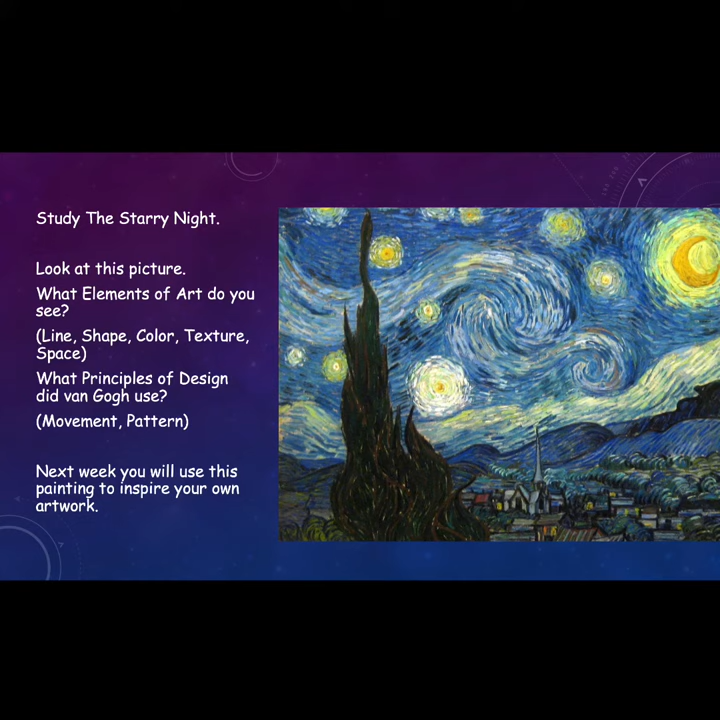 Study The Starry Night.
Look at this picture.
What Elements of Art do you
see?
(Line, Shape, Color, Texture,
Space)
What Principles of Design
did van Gogh use?
(Movement, Pattern)
Next week you will use this
painting to inspire your own
artwork.